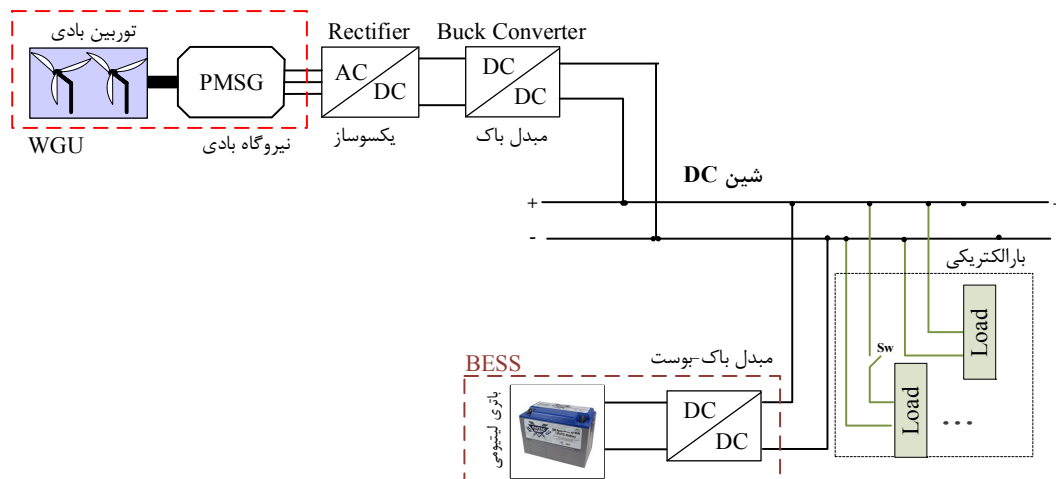 توربین بادی
Rectifier
Buck Converter
PMSG
AC
DC
DC
DC
WGU
نیروگاه بادی
یکسوساز
مبدل باک
شین DC
+
-
-
بارالکتریکی
Load
Sw
Load
...
BESS
مبدل باک-بوست
باتری لیتیومی
DC
DC